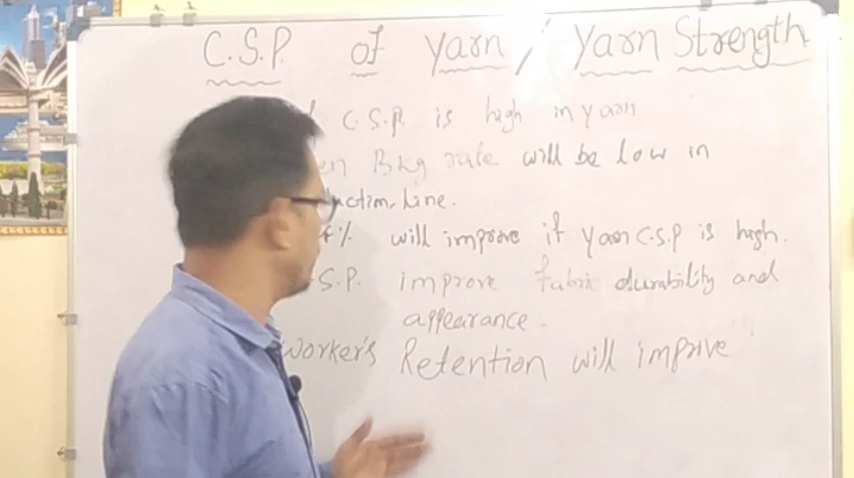 C.S.P. of Yarn / Yarn Strength
C.S.P. is high in yarn
Bkg rate will be low in
Line.
% will improve if yarn C.S.P is high.
S.P. improve fabric durability and
appearance.
Worker's Retention will improve